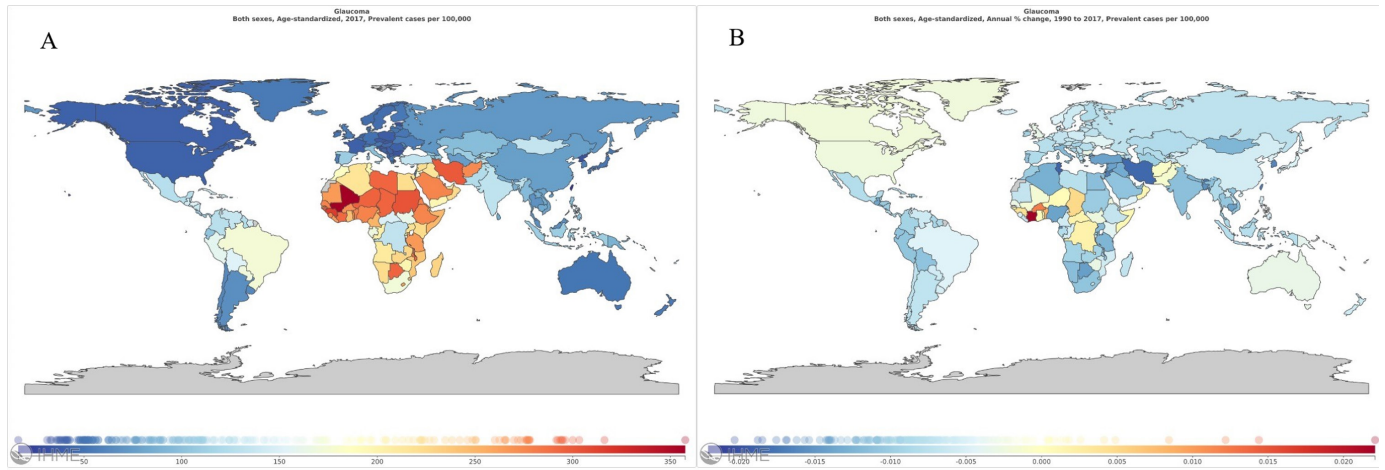 Glaucoma
Both sexes, Age-standardized, 2017, Prevalent cases per 100,000
A
IHME
50 100 150 200 250 300 350
Glaucoma
Both sexes, Age-standardized, Annual % change, 1990 to 2017, Prevalent cases per 100,000
B
IHME
-0.020 -0.015 -0.010 -0.005 0.000 0.005 0.010 0.015 0.020